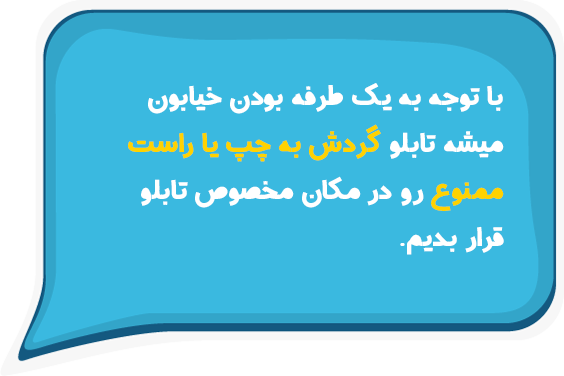 با توجه به یک طرفه بودن خیابون
میشه تابلو گردش به چپ یا راست
ممنوع رو در مکان مخصوص تابلو
قرار بدیم.